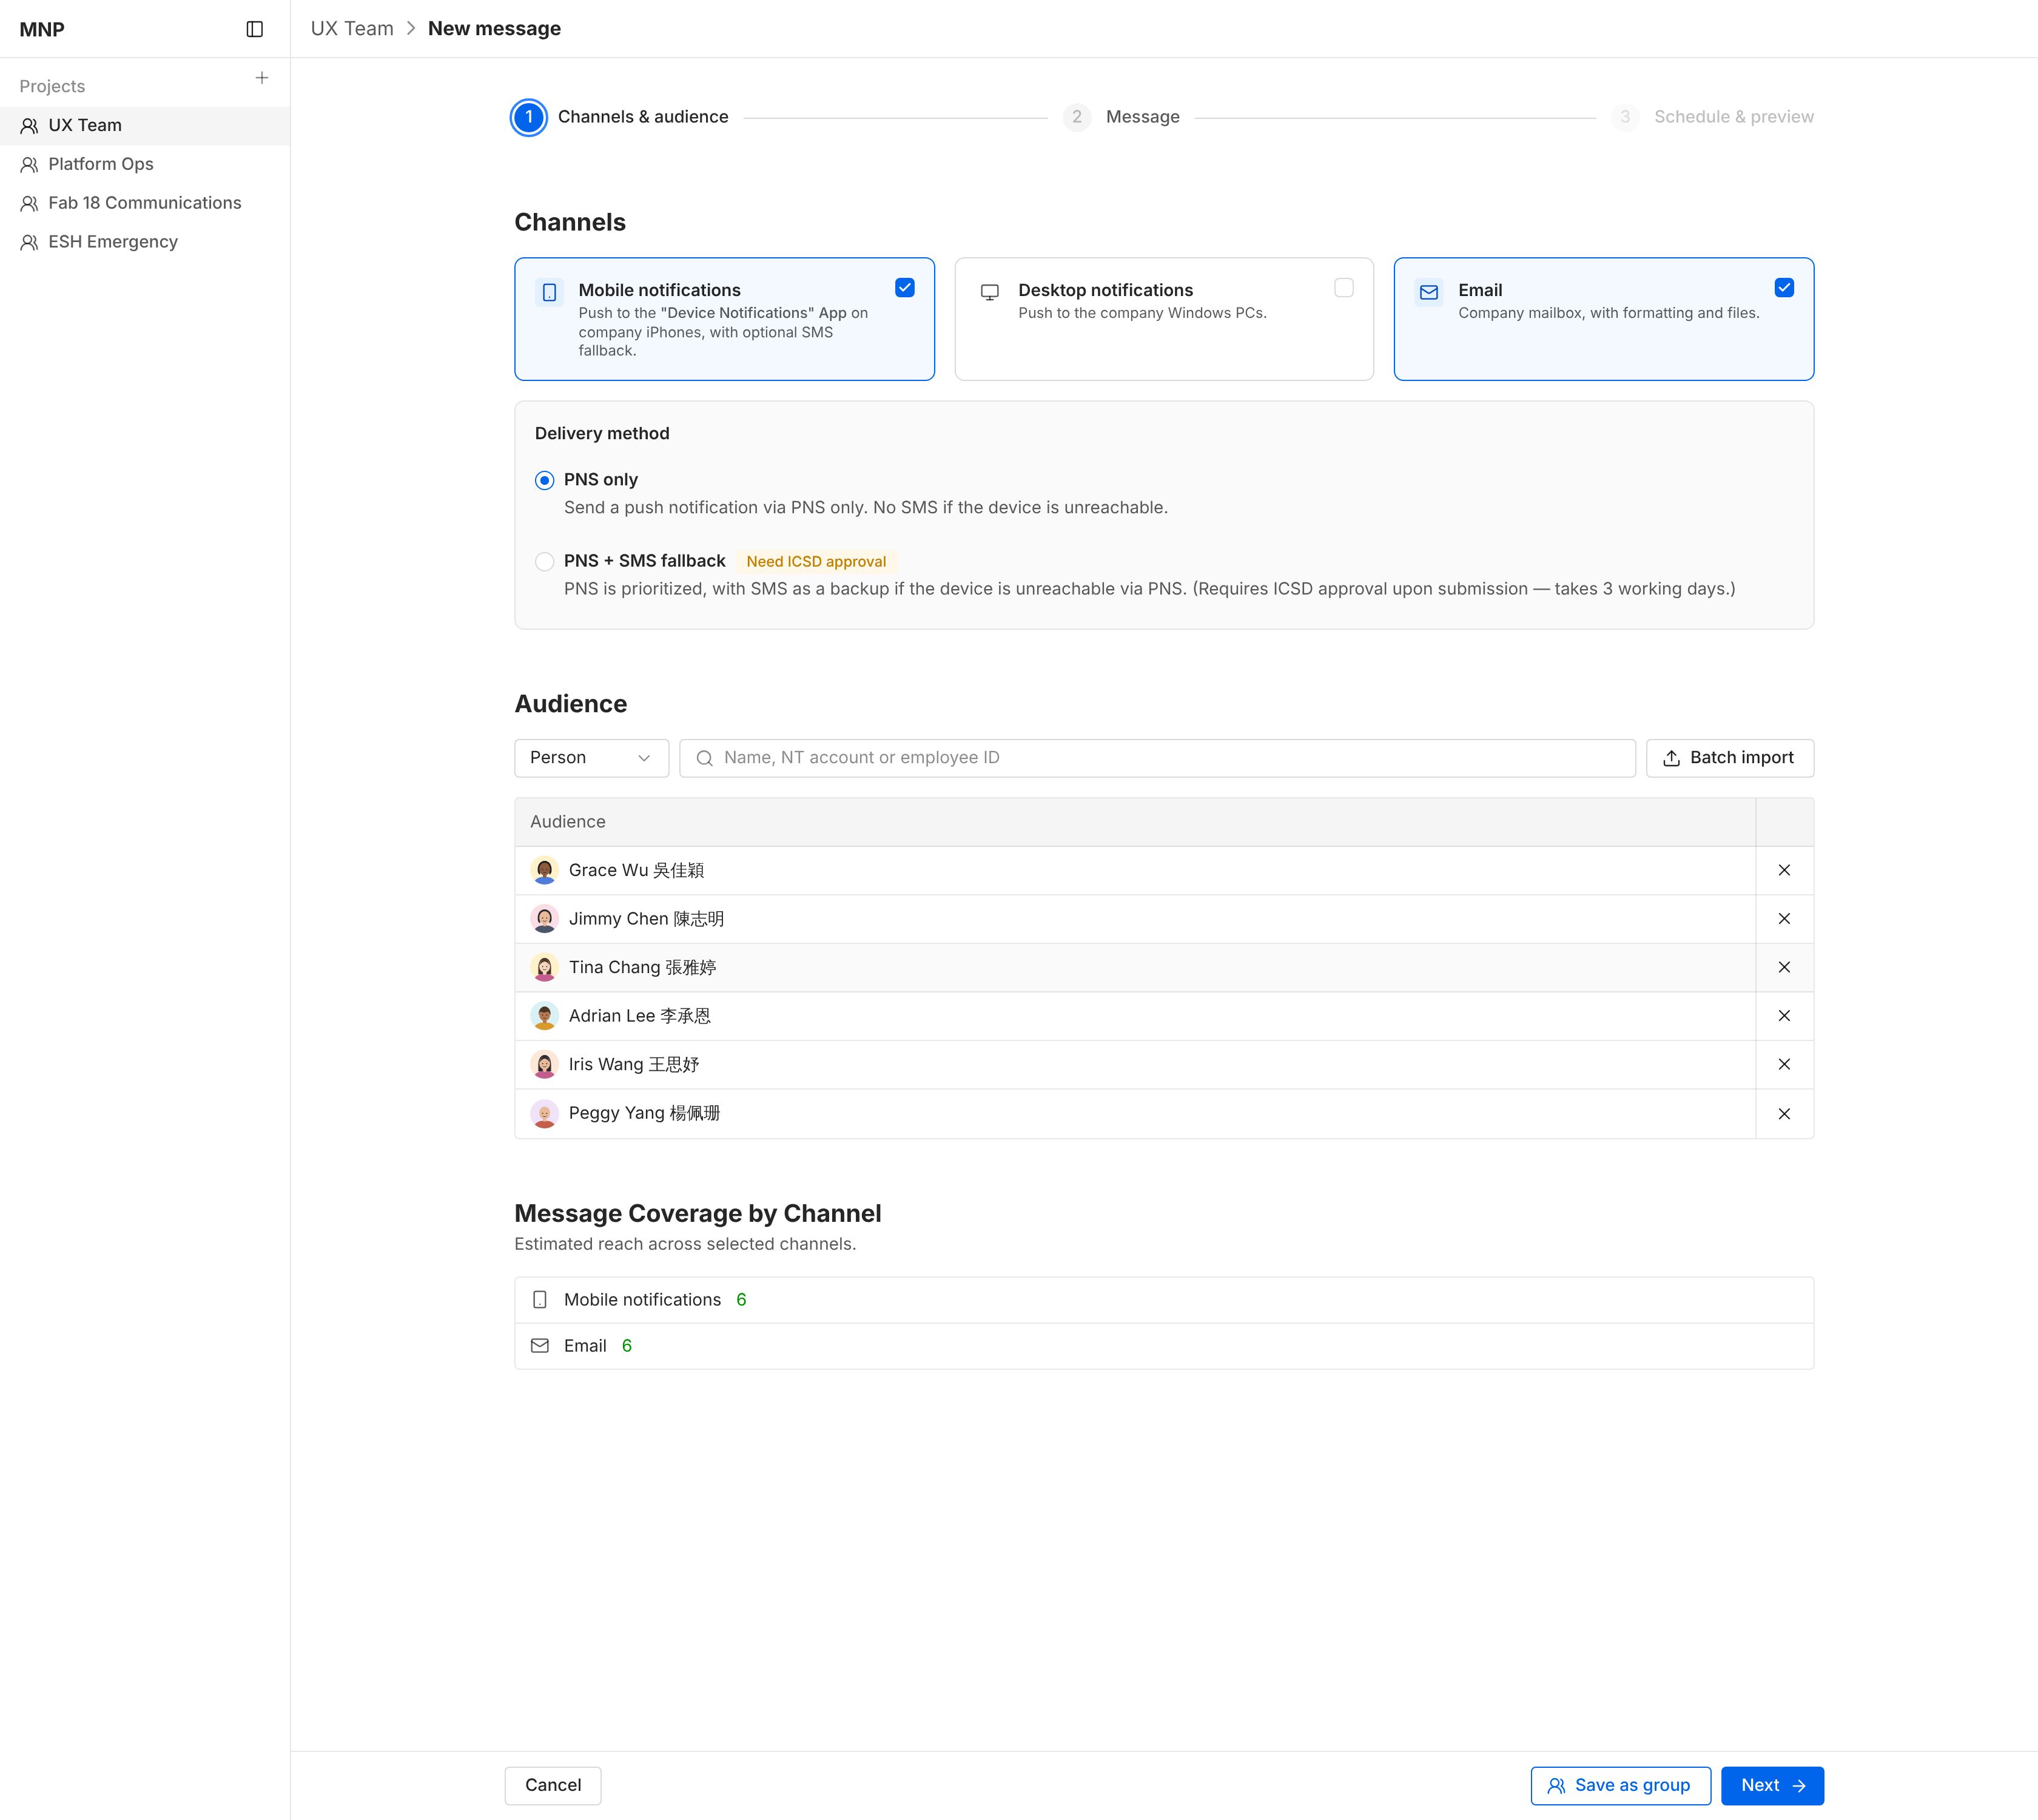 MNP
Projects
UX Team
Platform Ops
Fab 18 Communications
ESH Emergency
UX Team > New message
1 Channels & audience
2 Message
3 Schedule & preview
Channels
Mobile notifications
Push to the "Device Notifications" App on
company iPhones, with optional SMS
fallback.
Desktop notifications
Push to the company Windows PCs.
Email
Company mailbox, with formatting and files.
Delivery method
PNS only
Send a push notification via PNS only. No SMS if the device is unreachable.
PNS + SMS fallback Need ICSD approval
PNS is prioritized, with SMS as a backup if the device is unreachable via PNS. (Requires ICSD approval upon submission — takes 3 working days.)
Audience
Person
Name, NT account or employee ID
Batch import
Audience
Grace Wu 吳佳穎
Jimmy Chen 陳志明
Tina Chang 張雅婷
Adrian Lee 李承恩
Iris Wang 王思妤
Peggy Yang 楊佩珊
Message Coverage by Channel
Estimated reach across selected channels.
Mobile notifications 6
Email 6
Cancel
Save as group
Next